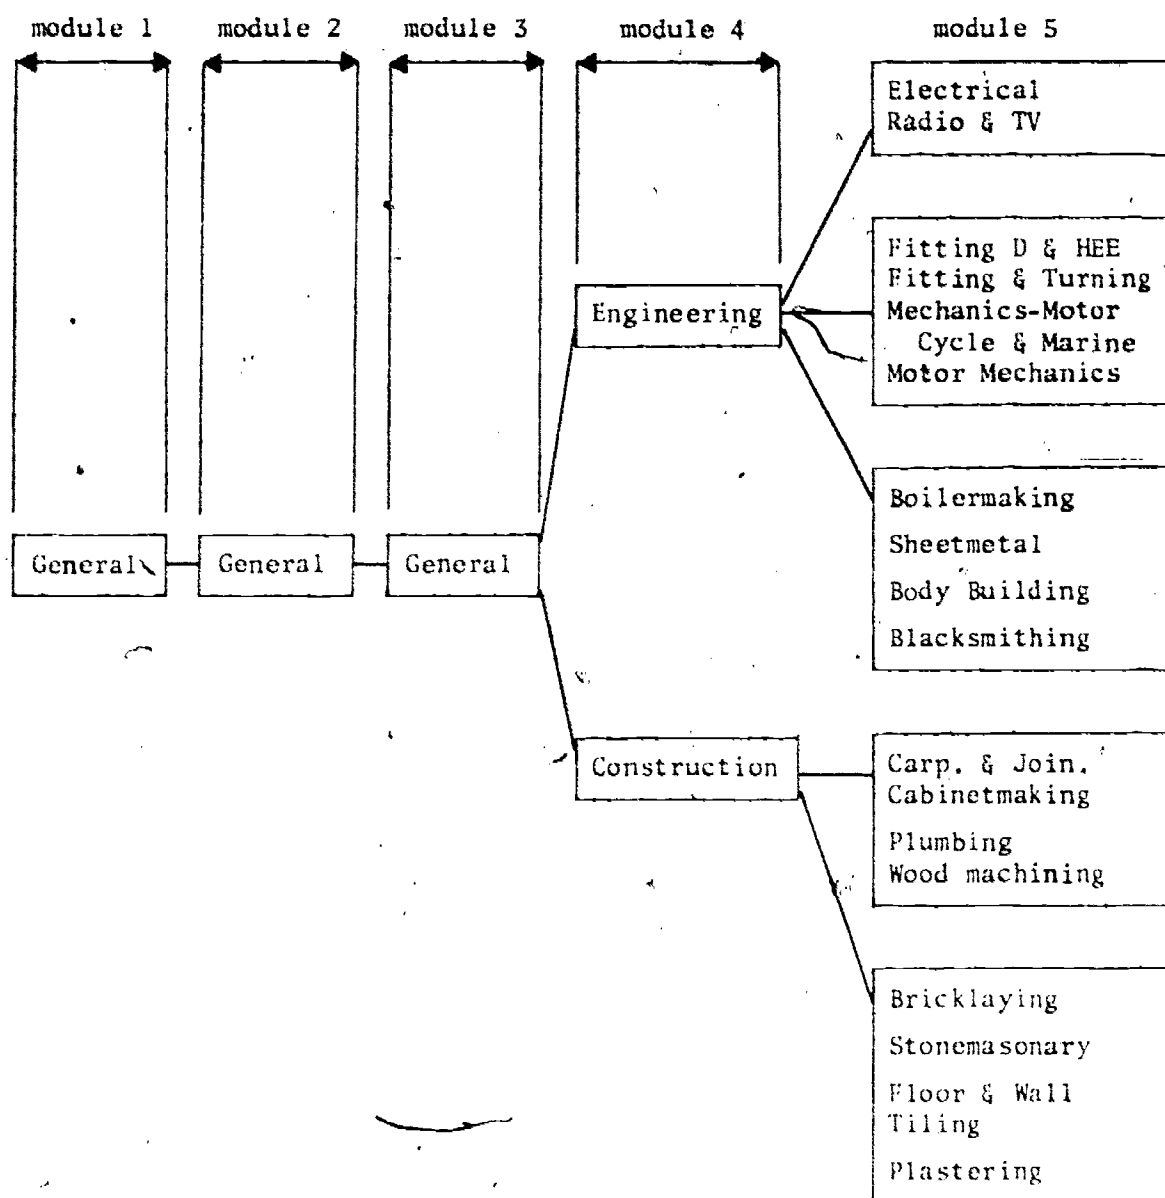 module 1 module 2 module 3 module 4 module 5
Electrical
Radio & TV
Fitting D & HEE
Fitting & Turning
Mechanics-Motor
Cycle & Marine
Motor Mechanics
Engineering
Boilermaking
Sheetmetal
Body Building
Blacksmithing
General General General
Construction
Carp. & Join.
Cabinetmaking
Plumbing
Wood machining
Bricklaying
Stonemasonary
Floor & Wall
Tiling
Plastering